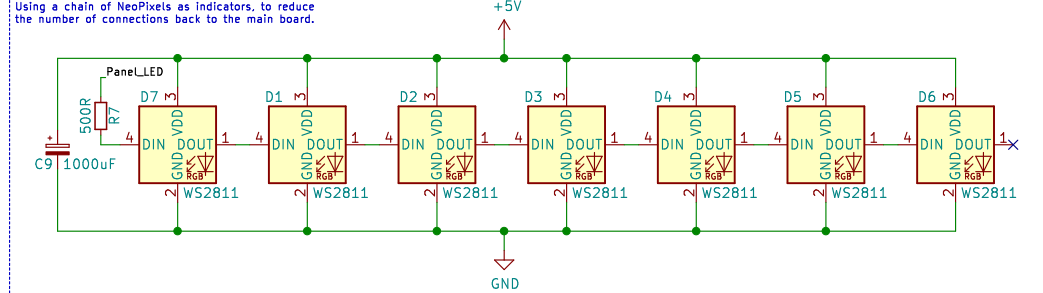 Using a chain of NeoPixels as indicators, to reduce
the number of connections back to the main board.
+5V
Panel_LED
500R
R7
C9
+
1000uF
D7
3
VDD
4
DIN
DOUT
1
GND
RGB
2
WS2811
D1
3
VDD
4
DIN
DOUT
1
GND
RGB
2
WS2811
D2
3
VDD
4
DIN
DOUT
1
GND
RGB
2
WS2811
D3
3
VDD
4
DIN
DOUT
1
GND
RGB
2
WS2811
D4
3
VDD
4
DIN
DOUT
1
GND
RGB
2
WS2811
D5
3
VDD
4
DIN
DOUT
1
GND
RGB
2
WS2811
D6
3
VDD
4
DIN
DOUT
1
GND
RGB
2
WS2811
GND